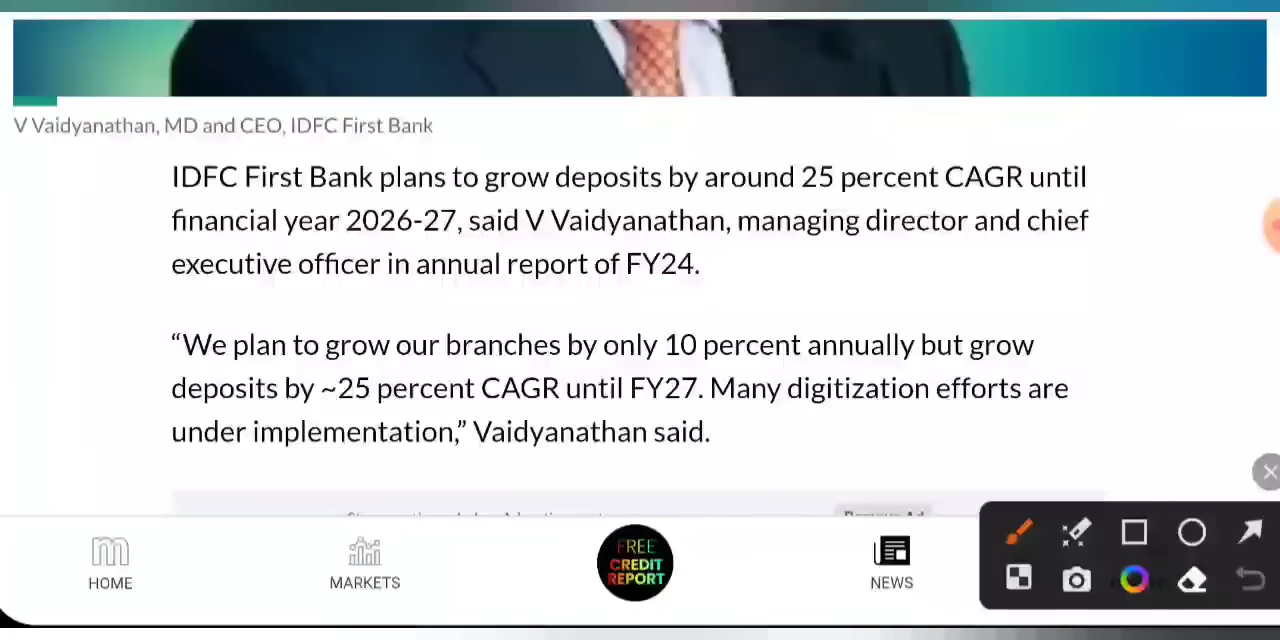 V Vaidyanathan, MD and CEO, IDFC First Bank
IDFC First Bank plans to grow deposits by around 25 percent CAGR until
financial year 2026-27, said V Vaidyanathan, managing director and chief
executive officer in annual report of FY24.
“We plan to grow our branches by only 10 percent annually but grow
deposits by ~25 percent CAGR until FY27. Many digitization efforts are
under implementation,” Vaidyanathan said.
HOME
MARKETS
FREE
CREDIT
REPORT
NEWS